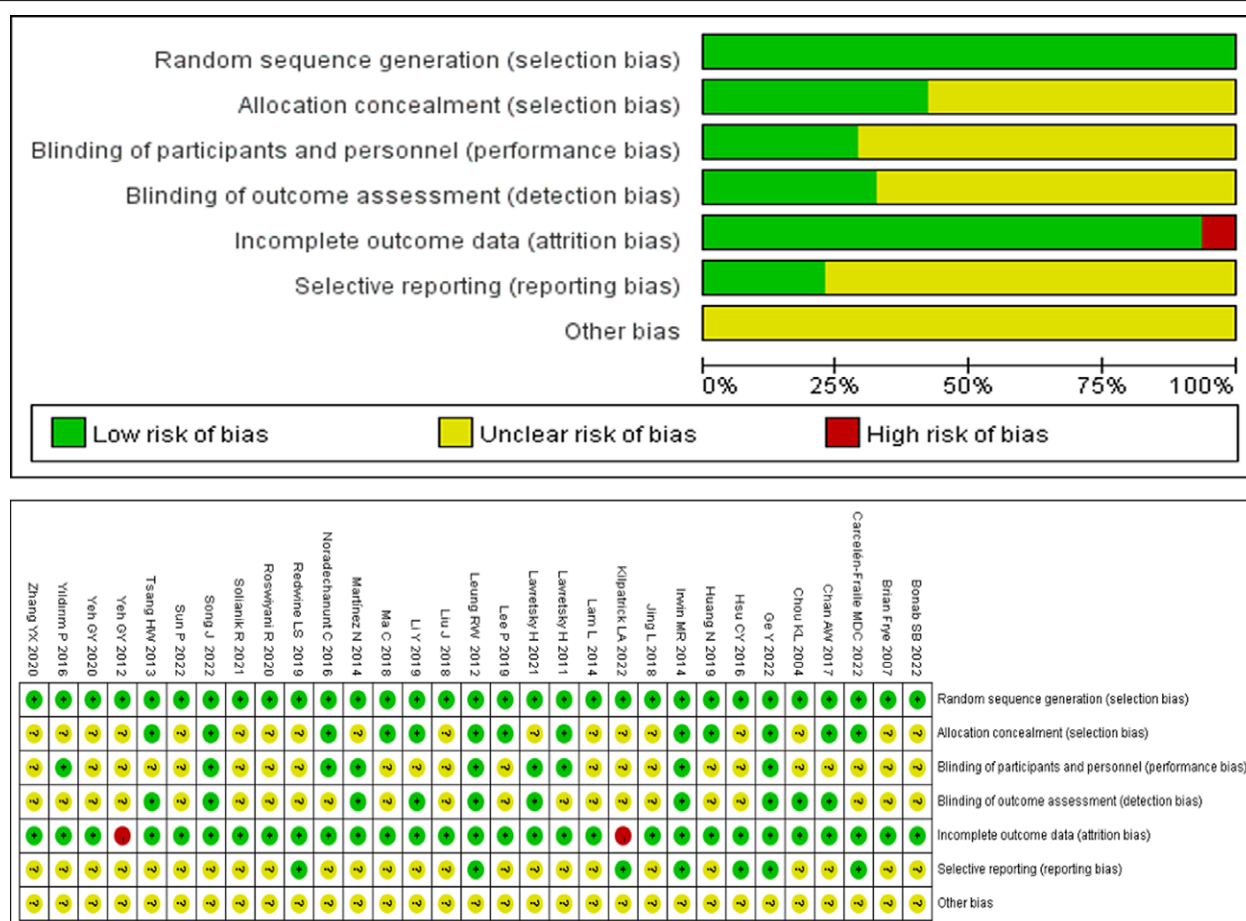 Random sequence generation (selection bias)
Allocation concealment (selection bias)
Blinding of participants and personnel (performance bias)
Blinding of outcome assessment (detection bias)
Incomplete outcome data (attrition bias)
Selective reporting (reporting bias)
Other bias
0% 25% 50% 75% 100%
Low risk of bias Unclear risk of bias High risk of bias
Zhang YX 2020
Yildirim P 2016
Yeh GY 2020
Yeh GY 2012
Tsang HW 2013
Sun P 2022
Song J 2022
Solianik R 2021
Roswiyani R 2020
Redwine LS 2019
Noradechanunt C 2016
Martínez N 2014
Ma C 2018
Li Y 2019
Liu J 2018
Leung RW 2012
Lee P 2019
Lavretsky H 2021
Lavretsky H 2011
Lam L 2014
Kilpatrick LA 2022
Jing L 2018
Irwin MR 2014
Huang N 2019
Hsu CY 2016
Ge Y 2022
Chou KL 2004
Chan AW 2017
Carcelén-Fraile MDC 2022
Brian Frye 2007
Bonab SB 2022
+ + + + + + + + + + + + + + + + + + + + + + + + + + + + + + + Random sequence generation (selection bias)
? ? ? ? + ? + ? ? ? + ? + + ? + + ? + ? ? ? + + ? + ? + + ? ? Allocation concealment (selection bias)
? + ? ? ? ? + ? ? ? + + ? ? ? + ? + + ? ? ? + ? ? + ? ? ? ? ? Blinding of participants and personnel (performance bias)
? ? ? ? + ? + ? ? ? ? + ? + ? + ? + ? ? ? ? + ? ? + + + ? ? ? Blinding of outcome assessment (detection bias)
+ + + - + + + + + + + + + + + + + + + + - + + + + + + + + + + Incomplete outcome data (attrition bias)
? ? ? ? ? ? ? ? ? + ? ? ? ? ? + ? ? ? ? + ? + ? + + ? ? + ? ? Selective reporting (reporting bias)
? ? ? ? ? ? ? ? ? ? ? ? ? ? ? ? ? ? ? ? ? ? ? ? ? ? ? ? ? ? ? Other bias